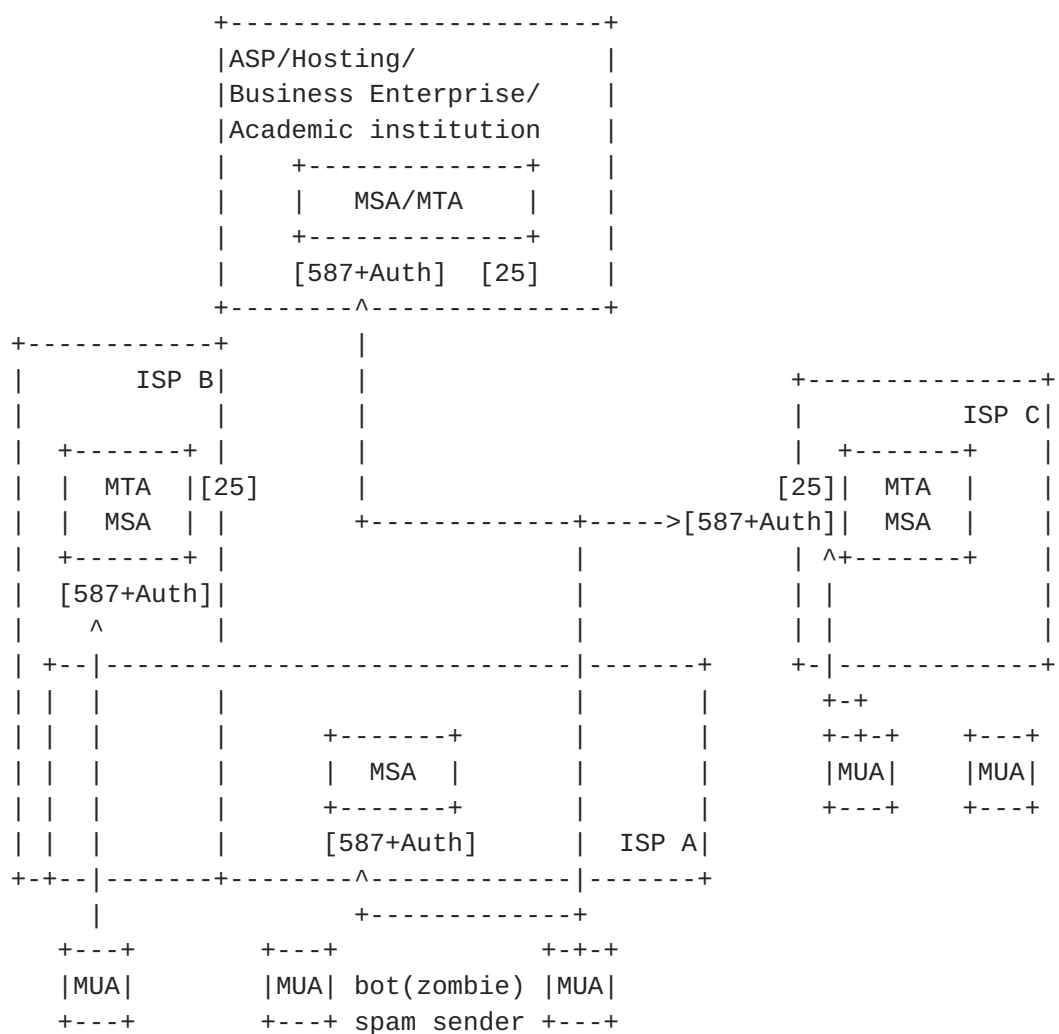 ASP/Hosting/
Business Enterprise/
Academic institution
MSA/MTA
[587+Auth] [25]
ISP B
ISP C
MTA [25] [25] MTA
MSA [587+Auth] MSA
[587+Auth]
MSA MUA MUA
[587+Auth] ISP A
MUA MUA bot(zombie) MUA
spam sender